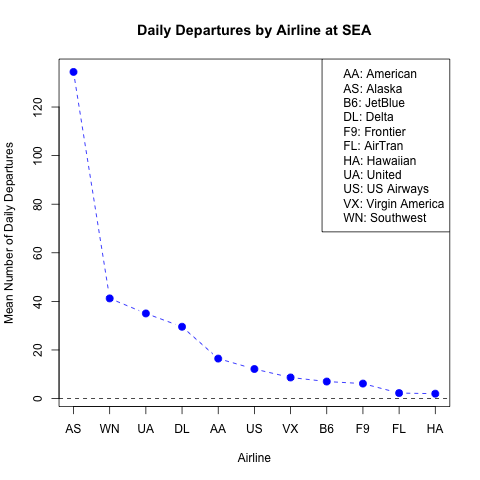 Daily Departures by Airline at SEA
AA: American
AS: Alaska
B6: JetBlue
DL: Delta
F9: Frontier
FL: AirTran
HA: Hawaiian
UA: United
US: US Airways
VX: Virgin America
WN: Southwest
Mean Number of Daily Departures
120
100
80
60
40
20
0
AS WN UA DL AA US VX B6 F9 FL HA
Airline